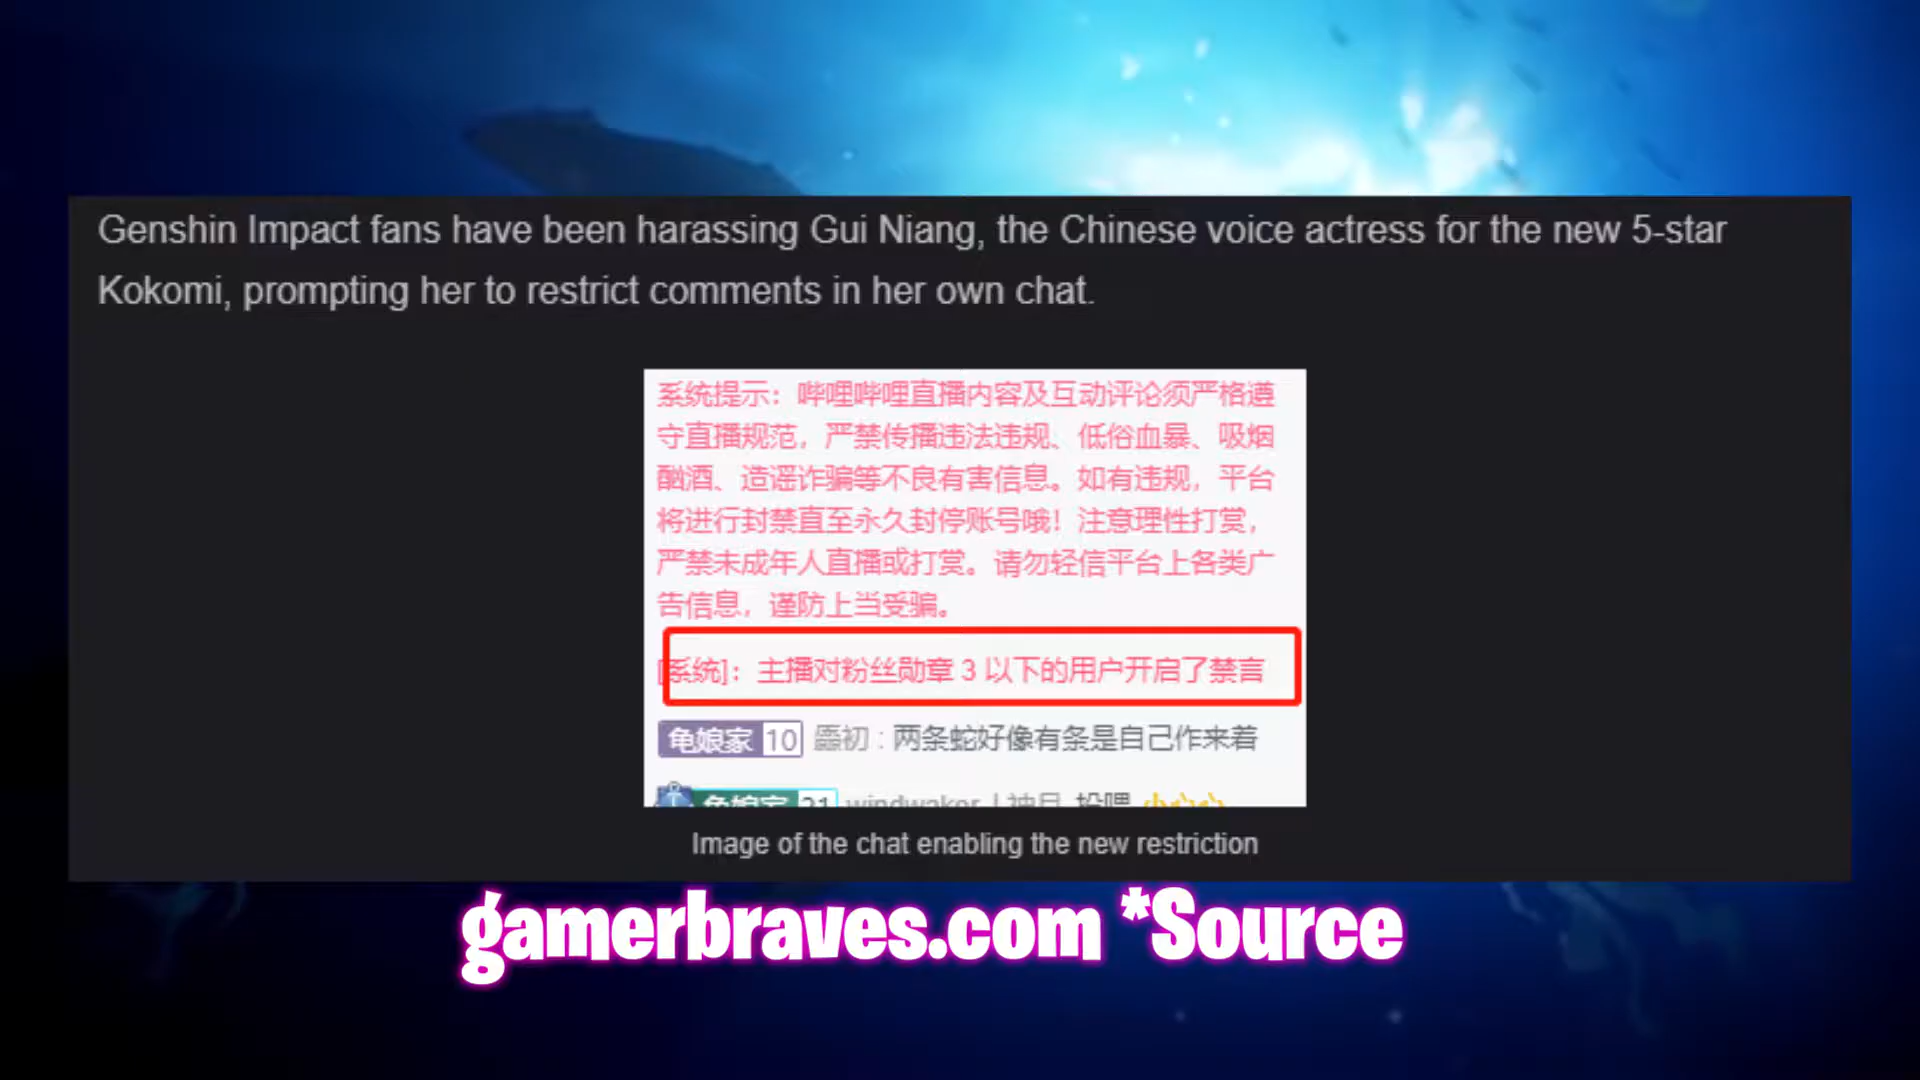 Genshin Impact fans have been harassing Gui Niang, the Chinese voice actress for the new 5-star
Kokomi, prompting her to restrict comments in her own chat.
系统提示：哔哩哔哩直播内容及互动评论须严格遵
守直播规范，严禁传播违法违规、低俗血暴、吸烟
酗酒、造谣诈骗等不良有害信息。如有违规，平台
将进行封禁直至永久封停账号哦！注意理性打赏，
严禁未成年人直播或打赏。请勿轻信平台上各类广
告信息，谨防上当受骗。
[系统]：主播对粉丝勋章 3 以下的用户开启了禁言
龟娘家 10 初：两条蛇好像有条是自己作来着
龟娘家 21 windwaker 投喂
Image of the chat enabling the new restriction
gamerbraves.com *Source